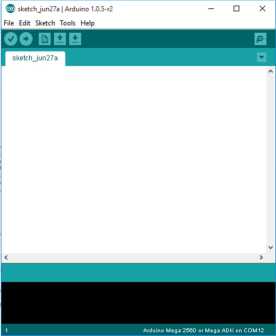 sketch_jun27a | Arduino 1.0.5-r2
File Edit Sketch Tools Help
sketch_jun27a
1 Arduino Mega 2560 or Mega ADK on COM12